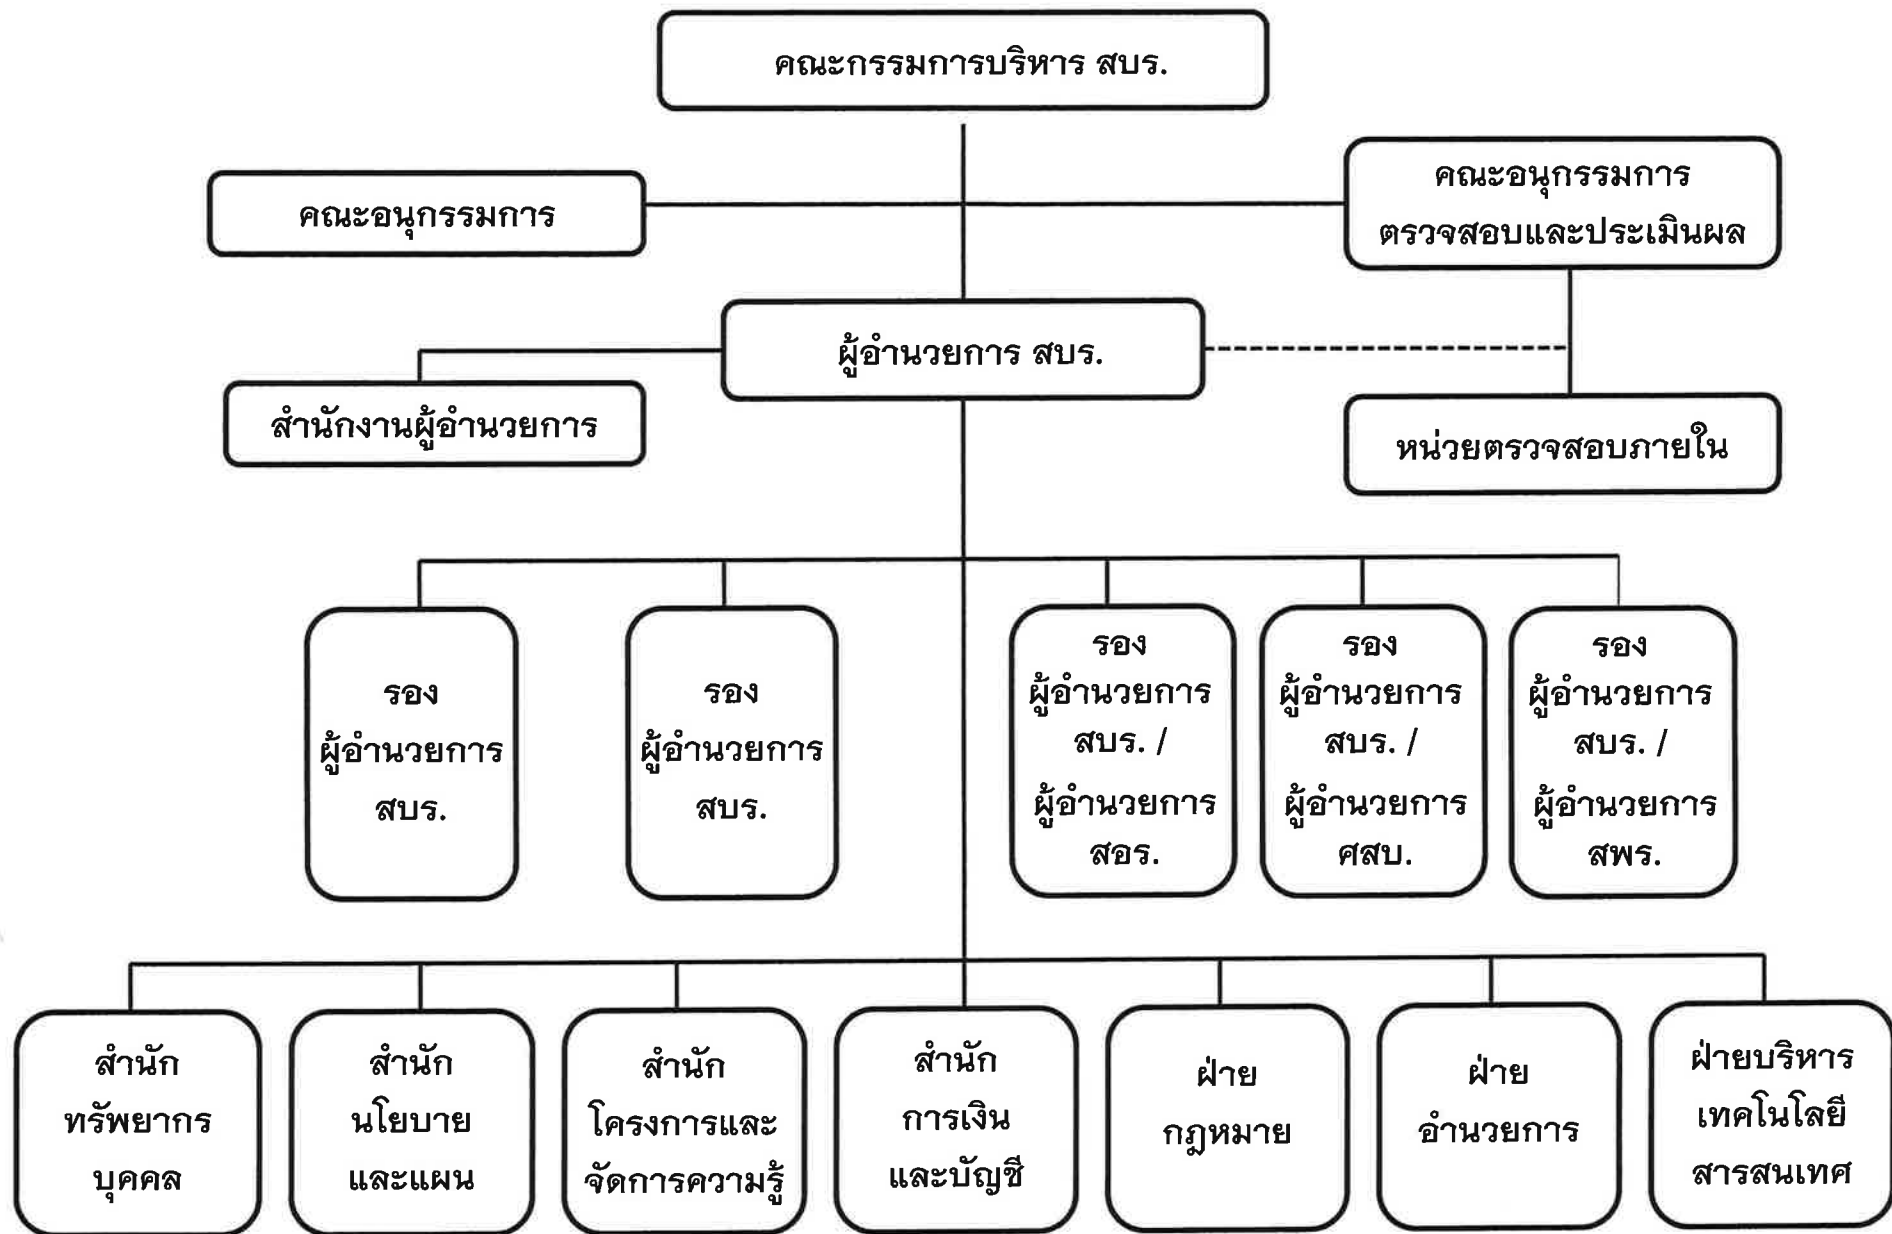 คณะกรรมการบริหาร สบร.
คณะอนุกรรมการ
คณะอนุกรรมการ
ตรวจสอบและประเมินผล
ผู้อำนวยการ สบร.
สำนักงานผู้อำนวยการ
หน่วยตรวจสอบภายใน
รอง
ผู้อำนวยการ
สบร.
รอง
ผู้อำนวยการ
สบร.
รอง
ผู้อำนวยการ
สบร. /
ผู้อำนวยการ
สอร.
รอง
ผู้อำนวยการ
สบร. /
ผู้อำนวยการ
ศสบ.
รอง
ผู้อำนวยการ
สบร. /
ผู้อำนวยการ
สพร.
สำนัก
ทรัพยากร
บุคคล
สำนัก
นโยบาย
และแผน
สำนัก
โครงการและ
จัดการความรู้
สำนัก
การเงิน
และบัญชี
ฝ่าย
กฎหมาย
ฝ่าย
อำนวยการ
ฝ่ายบริหาร
เทคโนโลยี
สารสนเทศ